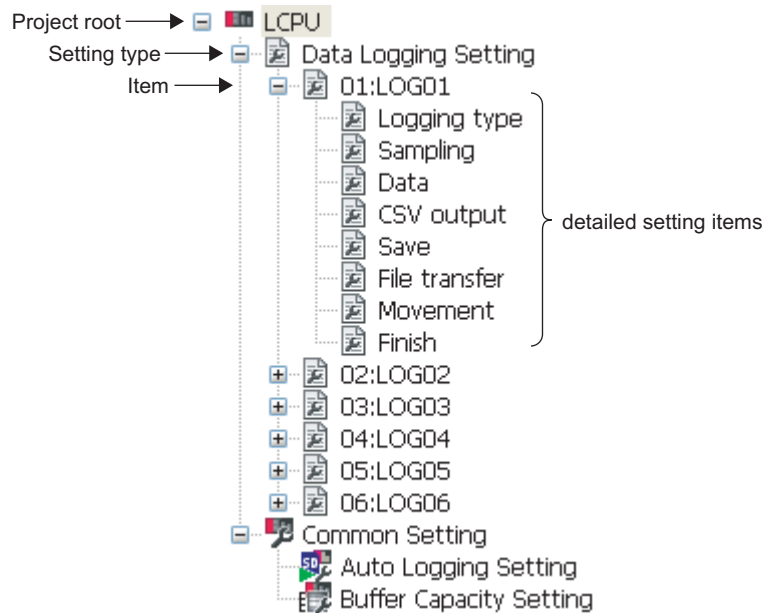 Project root LCPU
Setting type Data Logging Setting
Item 01:LOG01
Logging type
Sampling
Data
CSV output
detailed setting items
Save
File transfer
Movement
Finish
02:LOG02
03:LOG03
04:LOG04
05:LOG05
06:LOG06
Common Setting
SD Auto Logging Setting
Buffer Capacity Setting